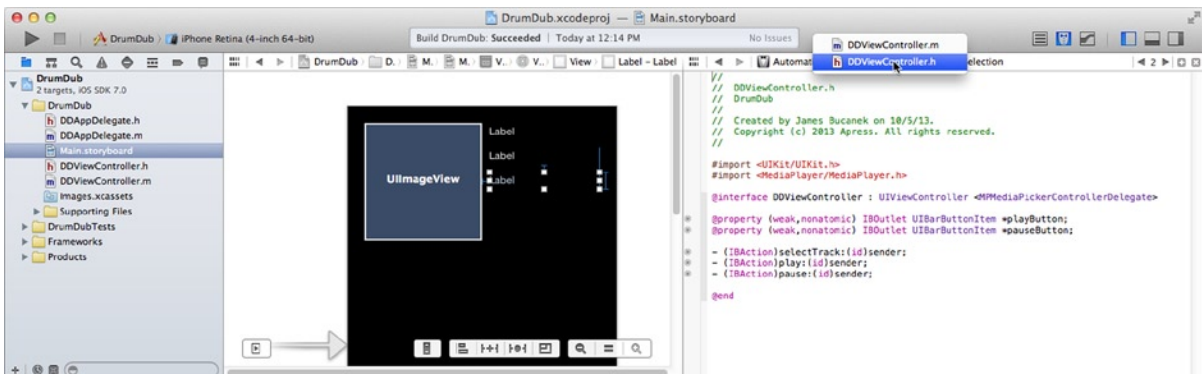 DrumDub.xcodeproj — Main.storyboard
DrumDub iPhone Retina (4-inch 64-bit)
Build DrumDub: Succeeded | Today at 12:14 PM
No Issues
DDViewController.m
DDViewController.h
DrumDub D. M. M. V.. V.. View Label – Label
Automat
election
2
DrumDub
2 targets, iOS SDK 7.0
DrumDub
DDAppDelegate.h
DDAppDelegate.m
Main.storyboard
DDViewController.h
DDViewController.m
Images.xcassets
Supporting Files
DrumDubTests
Frameworks
Products
UIImageView
Label
Label
Label
//
// DDViewController.h
// DrumDub
//
// Created by James Bucanek on 10/5/13.
// Copyright (c) 2013 Apress. All rights reserved.
//
#import <UIKit/UIKit.h>
#import <MediaPlayer/MediaPlayer.h>
@interface DDViewController : UIViewController <MPMediaPickerControllerDelegate>
@property (weak,nonatomic) IBOutlet UIBarButtonItem *playButton;
@property (weak,nonatomic) IBOutlet UIBarButtonItem *pauseButton;
- (IBAction)selectTrack:(id)sender;
- (IBAction)play:(id)sender;
- (IBAction)pause:(id)sender;
@end